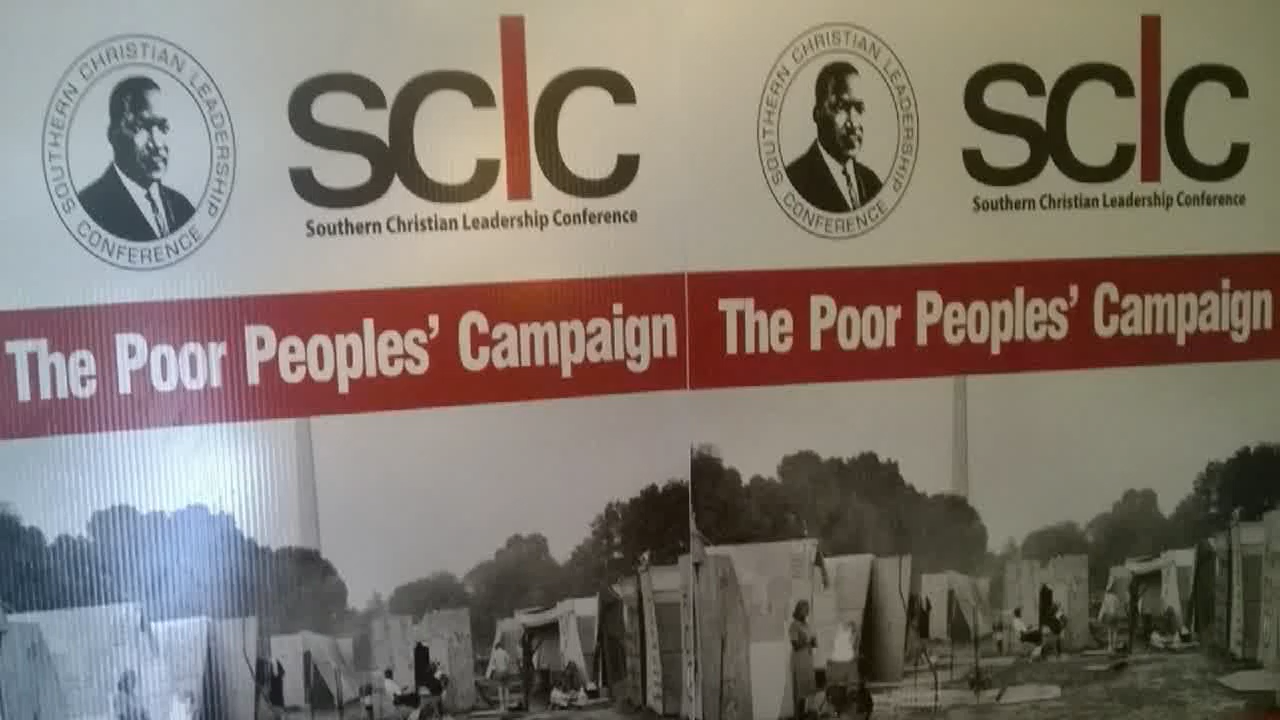 SOUTHERN CHRISTIAN LEADERSHIP CONFERENCE
SCLC
Southern Christian Leadership Conference
The Poor Peoples' Campaign
SOUTHERN CHRISTIAN LEADERSHIP CONFERENCE
SCLC
Southern Christian Leadership Conference
The Poor Peoples' Campaign